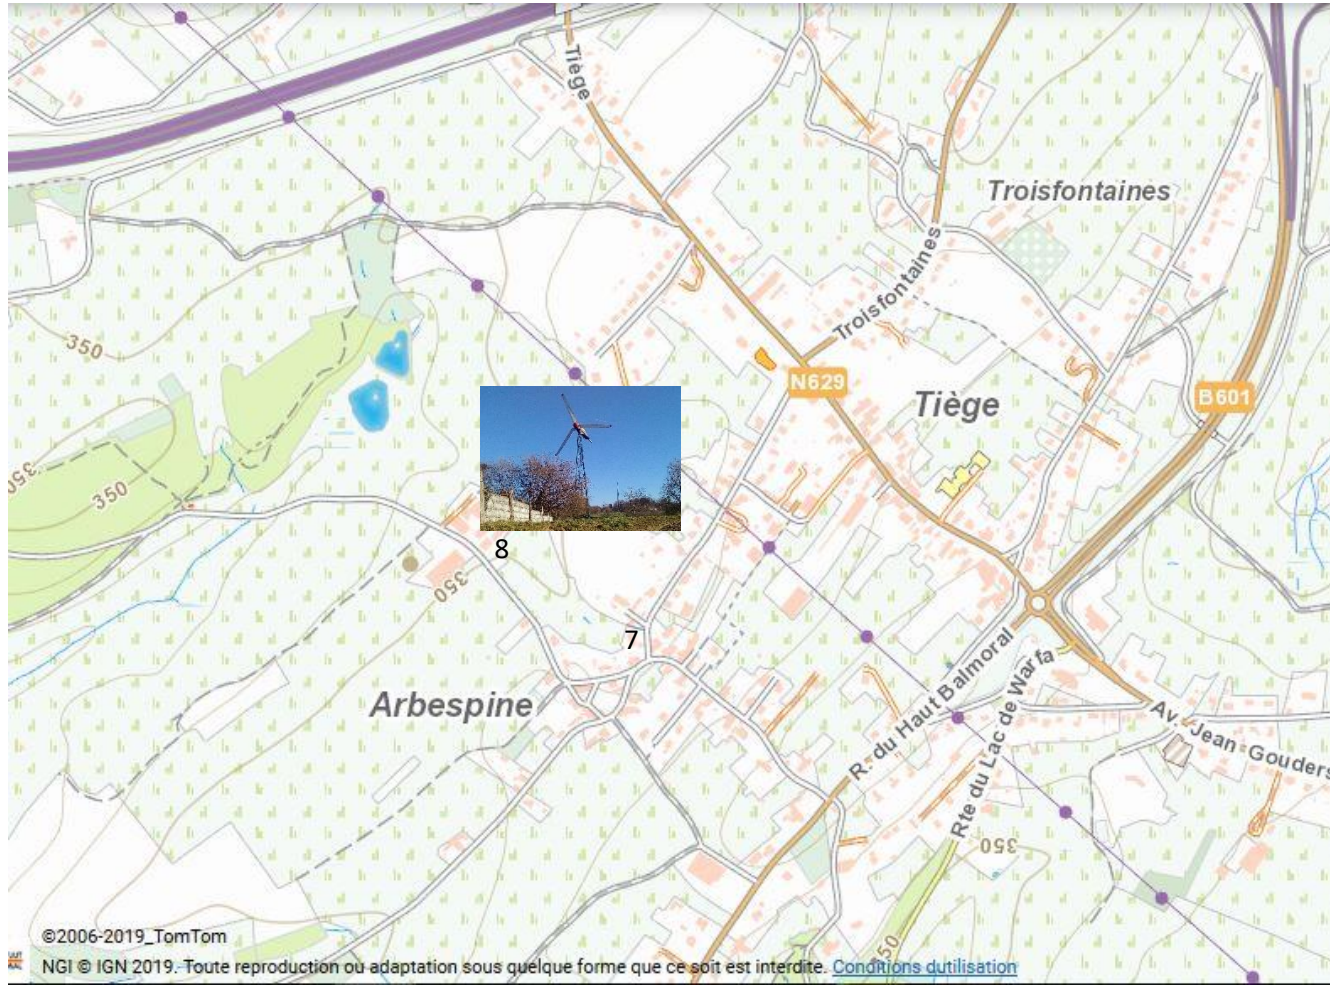 Tiège
Troisfontaines
Troisfontaines
350
N629
Tiège
B601
350
350
8
350
7
R. du Haut Balmoral
Rte du Lac de Warfa
Arbespine
Av. Jean Gouders
350
350
©2006-2019_TomTom
NGI © IGN 2019. Toute reproduction ou adaptation sous quelque forme que ce soit est interdite. Conditions dutilisation